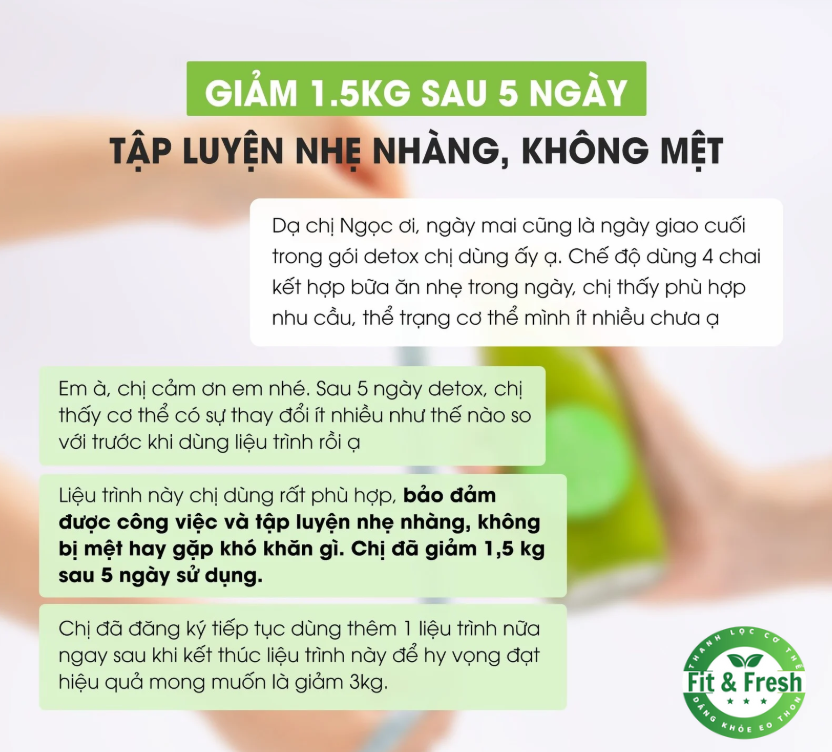 GIẢM 1.5KG SAU 5 NGÀY
TẬP LUYỆN NHẸ NHÀNG, KHÔNG MỆT
Dạ chị Ngọc ơi, ngày mai cũng là ngày giao cuối
trong gói detox chị dùng ấy ạ. Chế độ dùng 4 chai
kết hợp bữa ăn nhẹ trong ngày, chị thấy phù hợp
nhu cầu, thể trạng cơ thể mình ít nhiều chưa ạ
Em à, chị cảm ơn em nhé. Sau 5 ngày detox, chị
thấy cơ thể có sự thay đổi ít nhiều như thế nào so
với trước khi dùng liệu trình rồi ạ
Liệu trình này chị dùng rất phù hợp, bảo đảm
được công việc và tập luyện nhẹ nhàng, không
bị mệt hay gặp khó khăn gì. Chị đã giảm 1,5 kg
sau 5 ngày sử dụng.
Chị đã đăng ký tiếp tục dùng thêm 1 liệu trình nữa
ngay sau khi kết thúc liệu trình này để hy vọng đạt
hiệu quả mong muốn là giảm 3kg.
THANH LỌC CƠ THỂ
Fit & Fresh
DÁNG KHỎE EO THON